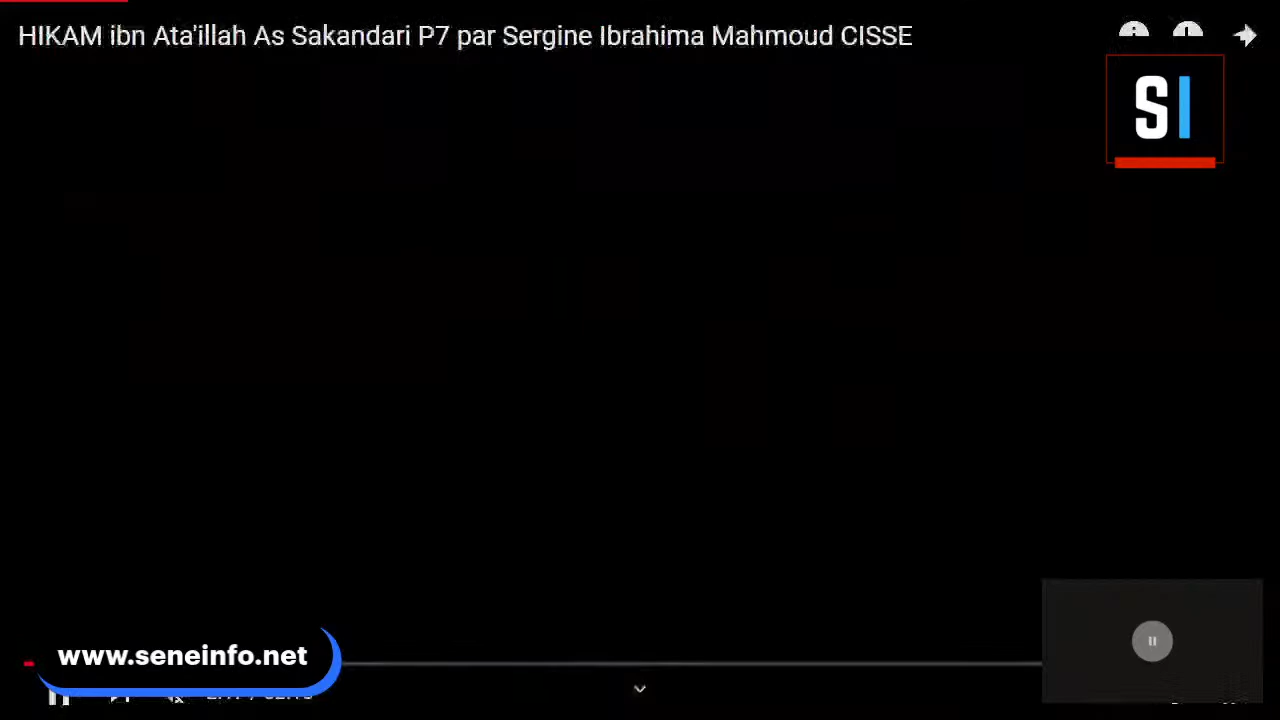 HIKAM ibn Ata'illah As Sakandari P7 par Sergine Ibrahima Mahmoud CISSE
SI
www.seneinfo.net